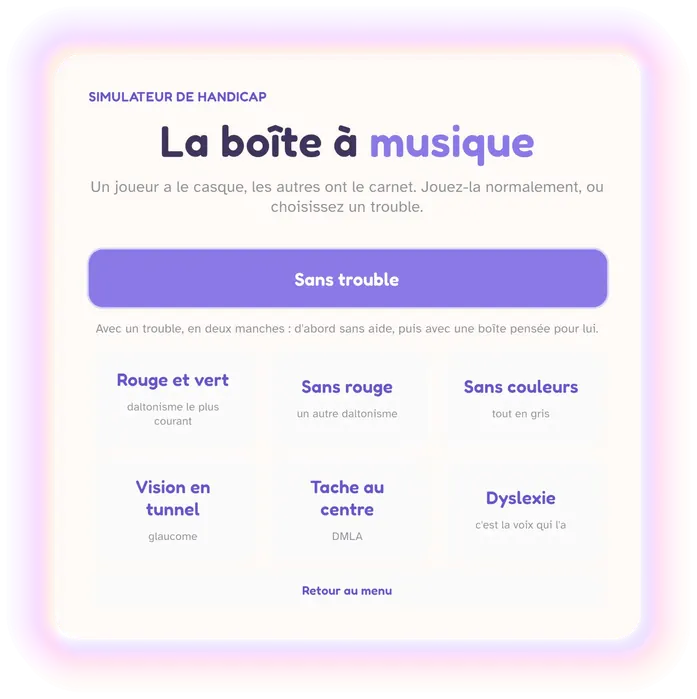 SIMULATEUR DE HANDICAP
La boîte à musique
Un joueur a le casque, les autres ont le carnet. Jouez-la normalement, ou
choisissez un trouble.
Sans trouble
Avec un trouble, en deux manches : d'abord sans aide, puis avec une boîte pensée pour lui.
Rouge et vert
daltonisme le plus
courant
Sans rouge
un autre daltonisme
Sans couleurs
tout en gris
Vision en
tunnel
glaucome
Tache au
centre
DMLA
Dyslexie
c'est la voix qui l'a
Retour au menu